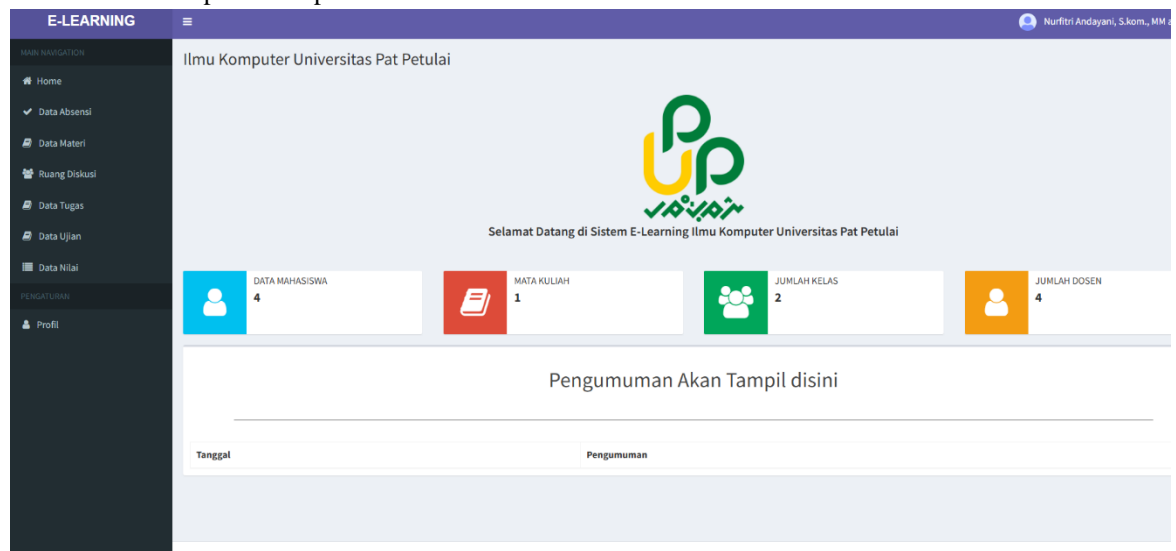 E-LEARNING
Nurfitri Andayani, S.kom., MM
MAIN NAVIGATION
Ilmu Komputer Universitas Pat Petulai
Home
Data Absensi
Data Materi
Ruang Diskusi
Data Tugas
Data Ujian
Data Nilai
PENGATURAN
Profil
UPP
Selamat Datang di Sistem E-Learning Ilmu Komputer Universitas Pat Petulai
DATA MAHASISWA
4
MATA KULIAH
1
JUMLAH KELAS
2
JUMLAH DOSEN
4
Pengumuman Akan Tampil disini
Tanggal
Pengumuman